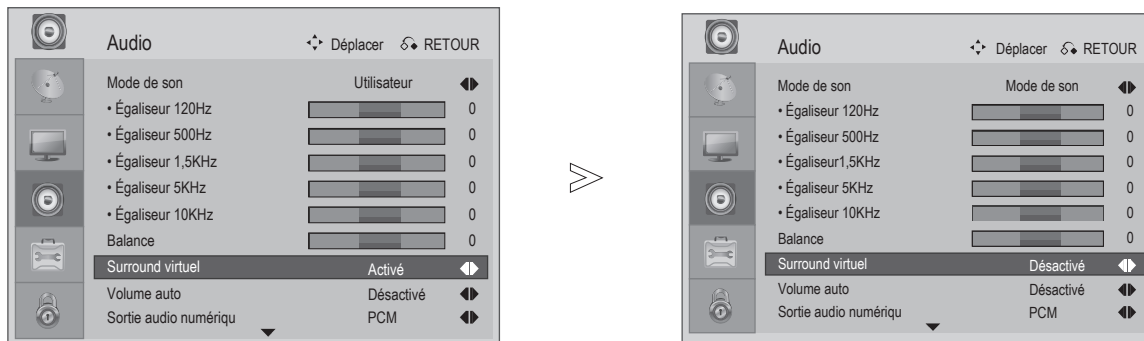 Audio Déplacer RETOUR
Mode de son Utilisateur
• Égaliseur 120Hz 0
• Égaliseur 500Hz 0
• Égaliseur 1,5KHz 0
• Égaliseur 5KHz 0
• Égaliseur 10KHz 0
Balance 0
Surround virtuel Activé
Volume auto Désactivé
Sortie audio numériqu PCM
Audio Déplacer RETOUR
Mode de son Mode de son
• Égaliseur 120Hz 0
• Égaliseur 500Hz 0
• Égaliseur1,5KHz 0
• Égaliseur 5KHz 0
• Égaliseur 10KHz 0
Balance 0
Surround virtuel Désactivé
Volume auto Désactivé
Sortie audio numériqu PCM